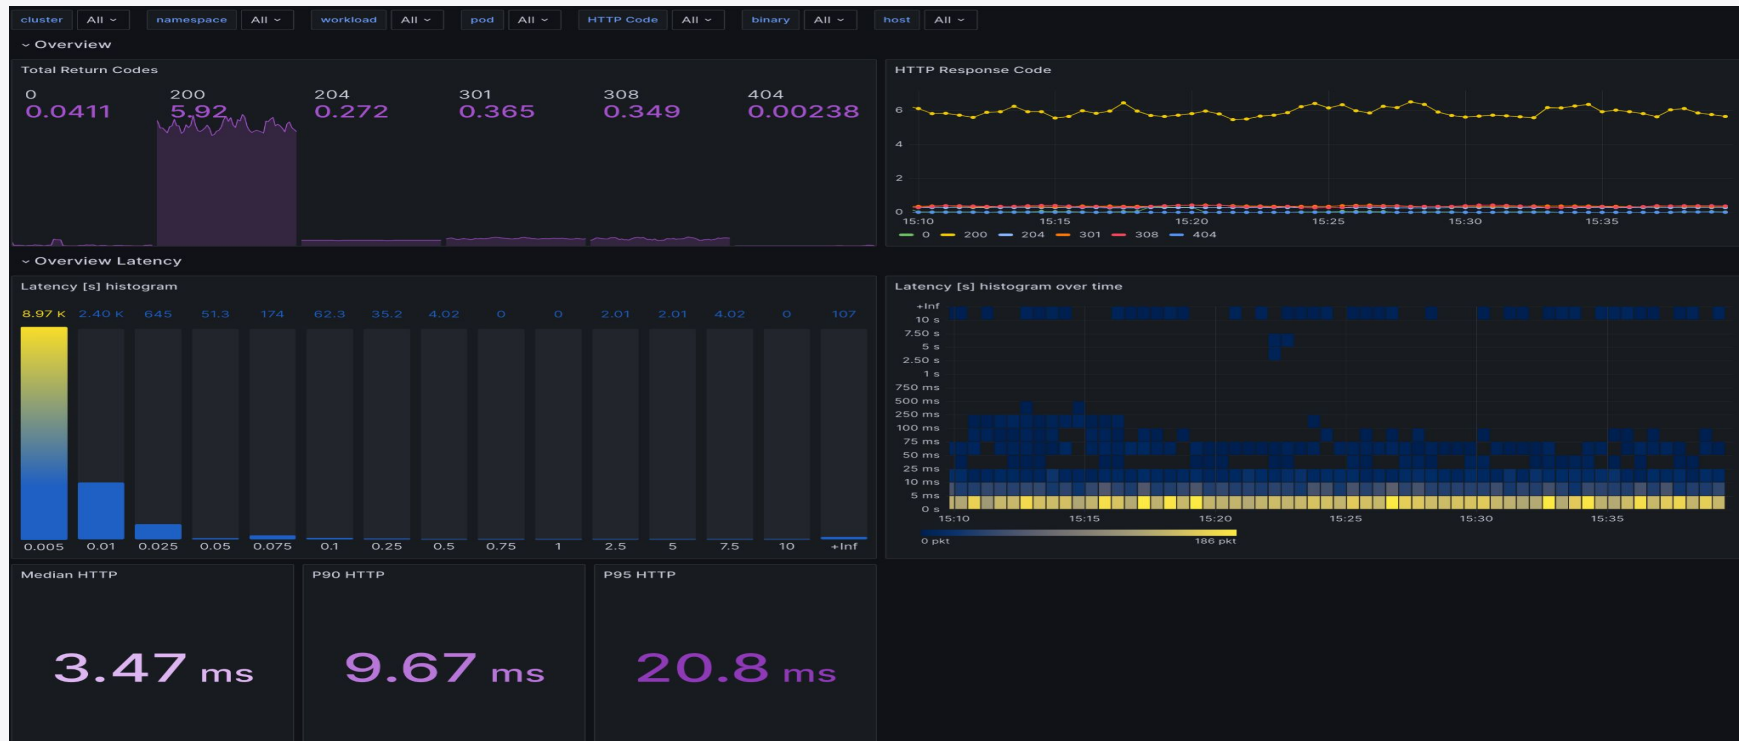 cluster All namespace All workload All pod All HTTP Code All binary All host All
Overview
Total Return Codes
0 200 204 301 308 404
0.0411 5.92 0.272 0.365 0.349 0.00238
HTTP Response Code
6
4
2
0
15:10 15:15 15:20 15:25 15:30 15:35
0 200 204 301 308 404
Overview Latency
Latency [s] histogram
8.97 K 2.40 K 645 51.3 174 62.3 35.2 4.02 0 0 2.01 2.01 4.02 0 107
0.005 0.01 0.025 0.05 0.075 0.1 0.25 0.5 0.75 1 2.5 5 7.5 10 +Inf
Latency [s] histogram over time
+Inf
10 s
7.50 s
5 s
2.50 s
1 s
750 ms
500 ms
250 ms
100 ms
75 ms
50 ms
25 ms
10 ms
5 ms
0 s
15:10 15:15 15:20 15:25 15:30 15:35
0 pkt 186 pkt
Median HTTP
3.47 ms
P90 HTTP
9.67 ms
P95 HTTP
20.8 ms